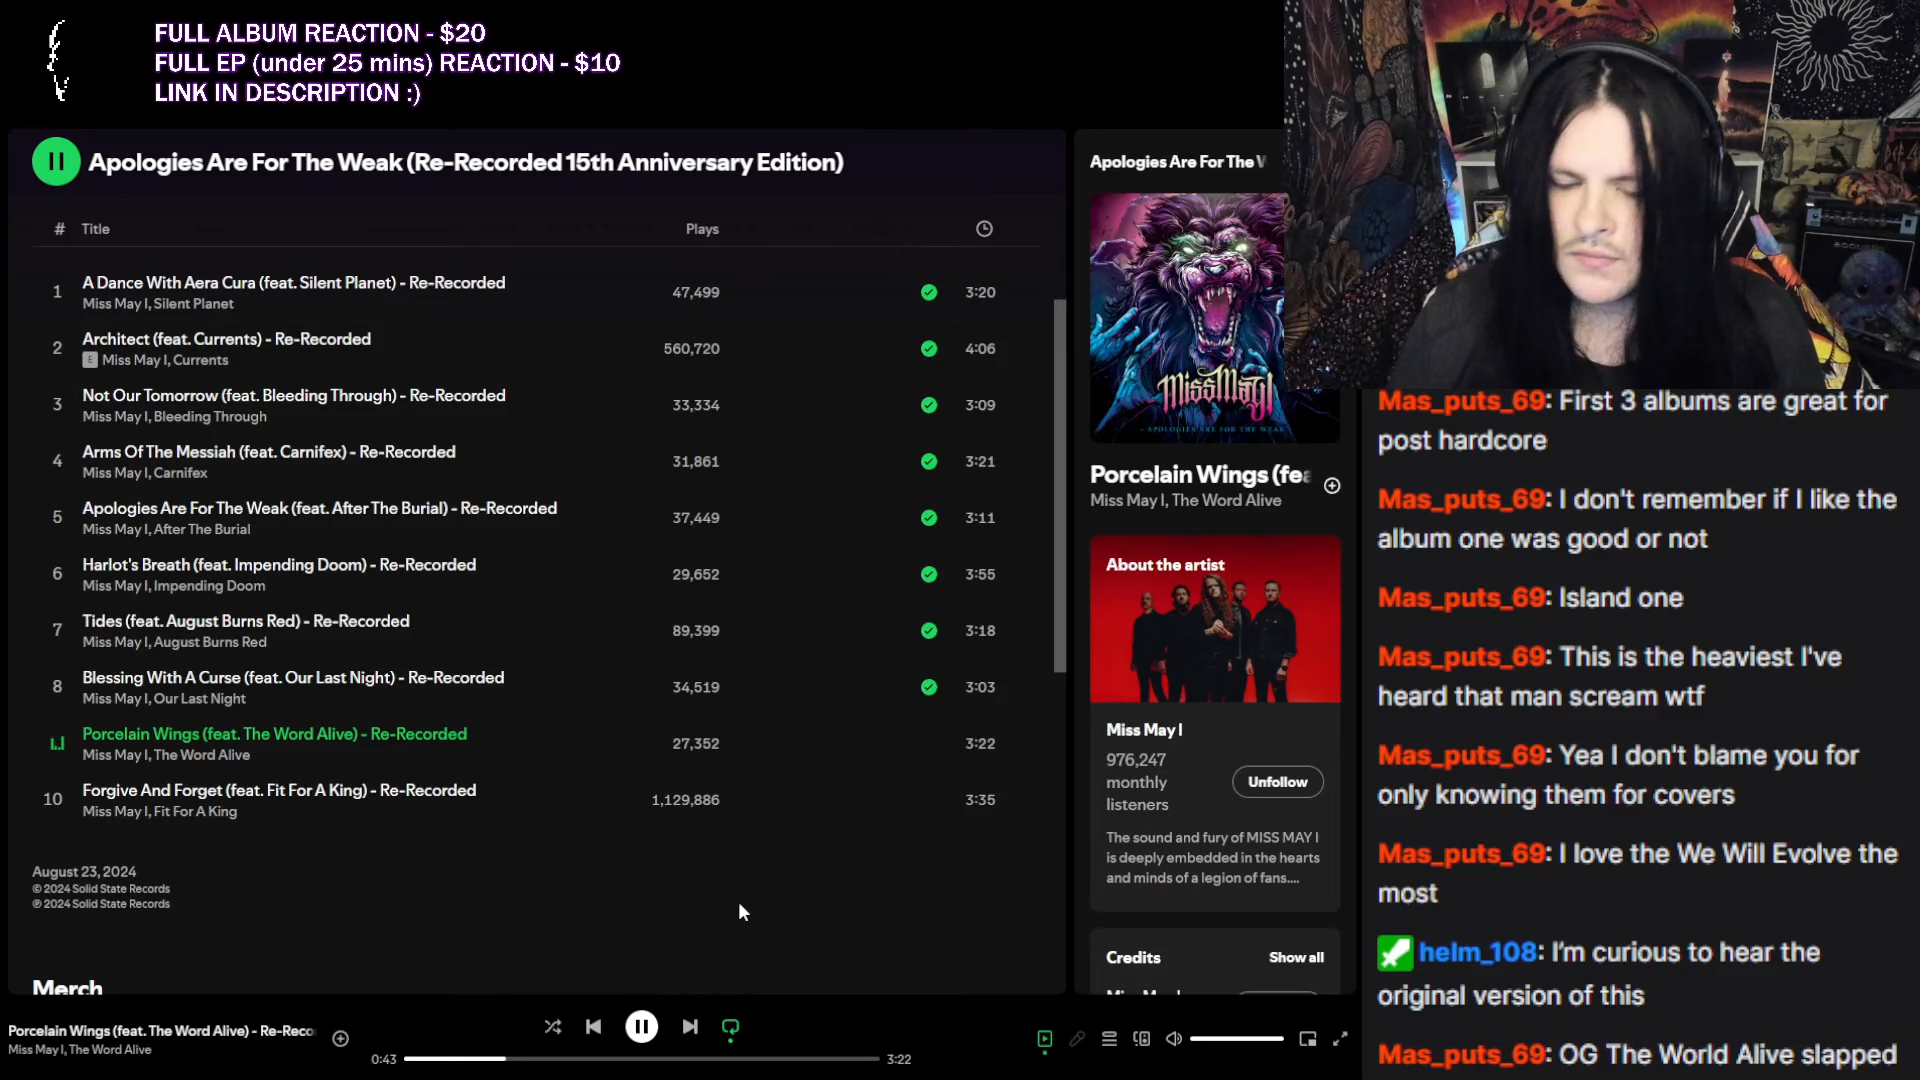 FULL ALBUM REACTION - $20
FULL EP (under 25 mins) REACTION - $10
LINK IN DESCRIPTION :)
Apologies Are For The Weak (Re-Recorded 15th Anniversary Edition)
# Title Plays
1 A Dance With Aera Cura (feat. Silent Planet) - Re-Recorded 47,499 3:20
Miss May I, Silent Planet
2 Architect (feat. Currents) - Re-Recorded 560,720 4:06
E Miss May I, Currents
3 Not Our Tomorrow (feat. Bleeding Through) - Re-Recorded 33,334 3:09
Miss May I, Bleeding Through
4 Arms Of The Messiah (feat. Carnifex) - Re-Recorded 31,861 3:21
Miss May I, Carnifex
5 Apologies Are For The Weak (feat. After The Burial) - Re-Recorded 37,449 3:11
Miss May I, After The Burial
6 Harlot's Breath (feat. Impending Doom) - Re-Recorded 29,652 3:55
Miss May I, Impending Doom
7 Tides (feat. August Burns Red) - Re-Recorded 89,399 3:18
Miss May I, August Burns Red
8 Blessing With A Curse (feat. Our Last Night) - Re-Recorded 34,519 3:03
Miss May I, Our Last Night
Porcelain Wings (feat. The Word Alive) - Re-Recorded 27,352 3:22
Miss May I, The Word Alive
10 Forgive And Forget (feat. Fit For A King) - Re-Recorded 1,129,886 3:35
Miss May I, Fit For A King
August 23, 2024
© 2024 Solid State Records
℗ 2024 Solid State Records
Merch
Apologies Are For The W
MissMayI
APOLOGIES ARE FOR THE WEAK
Porcelain Wings (fea
Miss May I, The Word Alive
About the artist
Miss May I
976,247
monthly
listeners
Unfollow
The sound and fury of MISS MAY I
is deeply embedded in the hearts
and minds of a legion of fans....
Credits Show all
Mas_puts_69: First 3 albums are great for
post hardcore
Mas_puts_69: I don't remember if I like the
album one was good or not
Mas_puts_69: Island one
Mas_puts_69: This is the heaviest I've
heard that man scream wtf
Mas_puts_69: Yea I don't blame you for
only knowing them for covers
Mas_puts_69: I love the We Will Evolve the
most
helm_108: I'm curious to hear the
original version of this
Mas_puts_69: OG The World Alive slapped
Porcelain Wings (feat. The Word Alive) - Re-Reco
Miss May I, The Word Alive
0:43 3:22